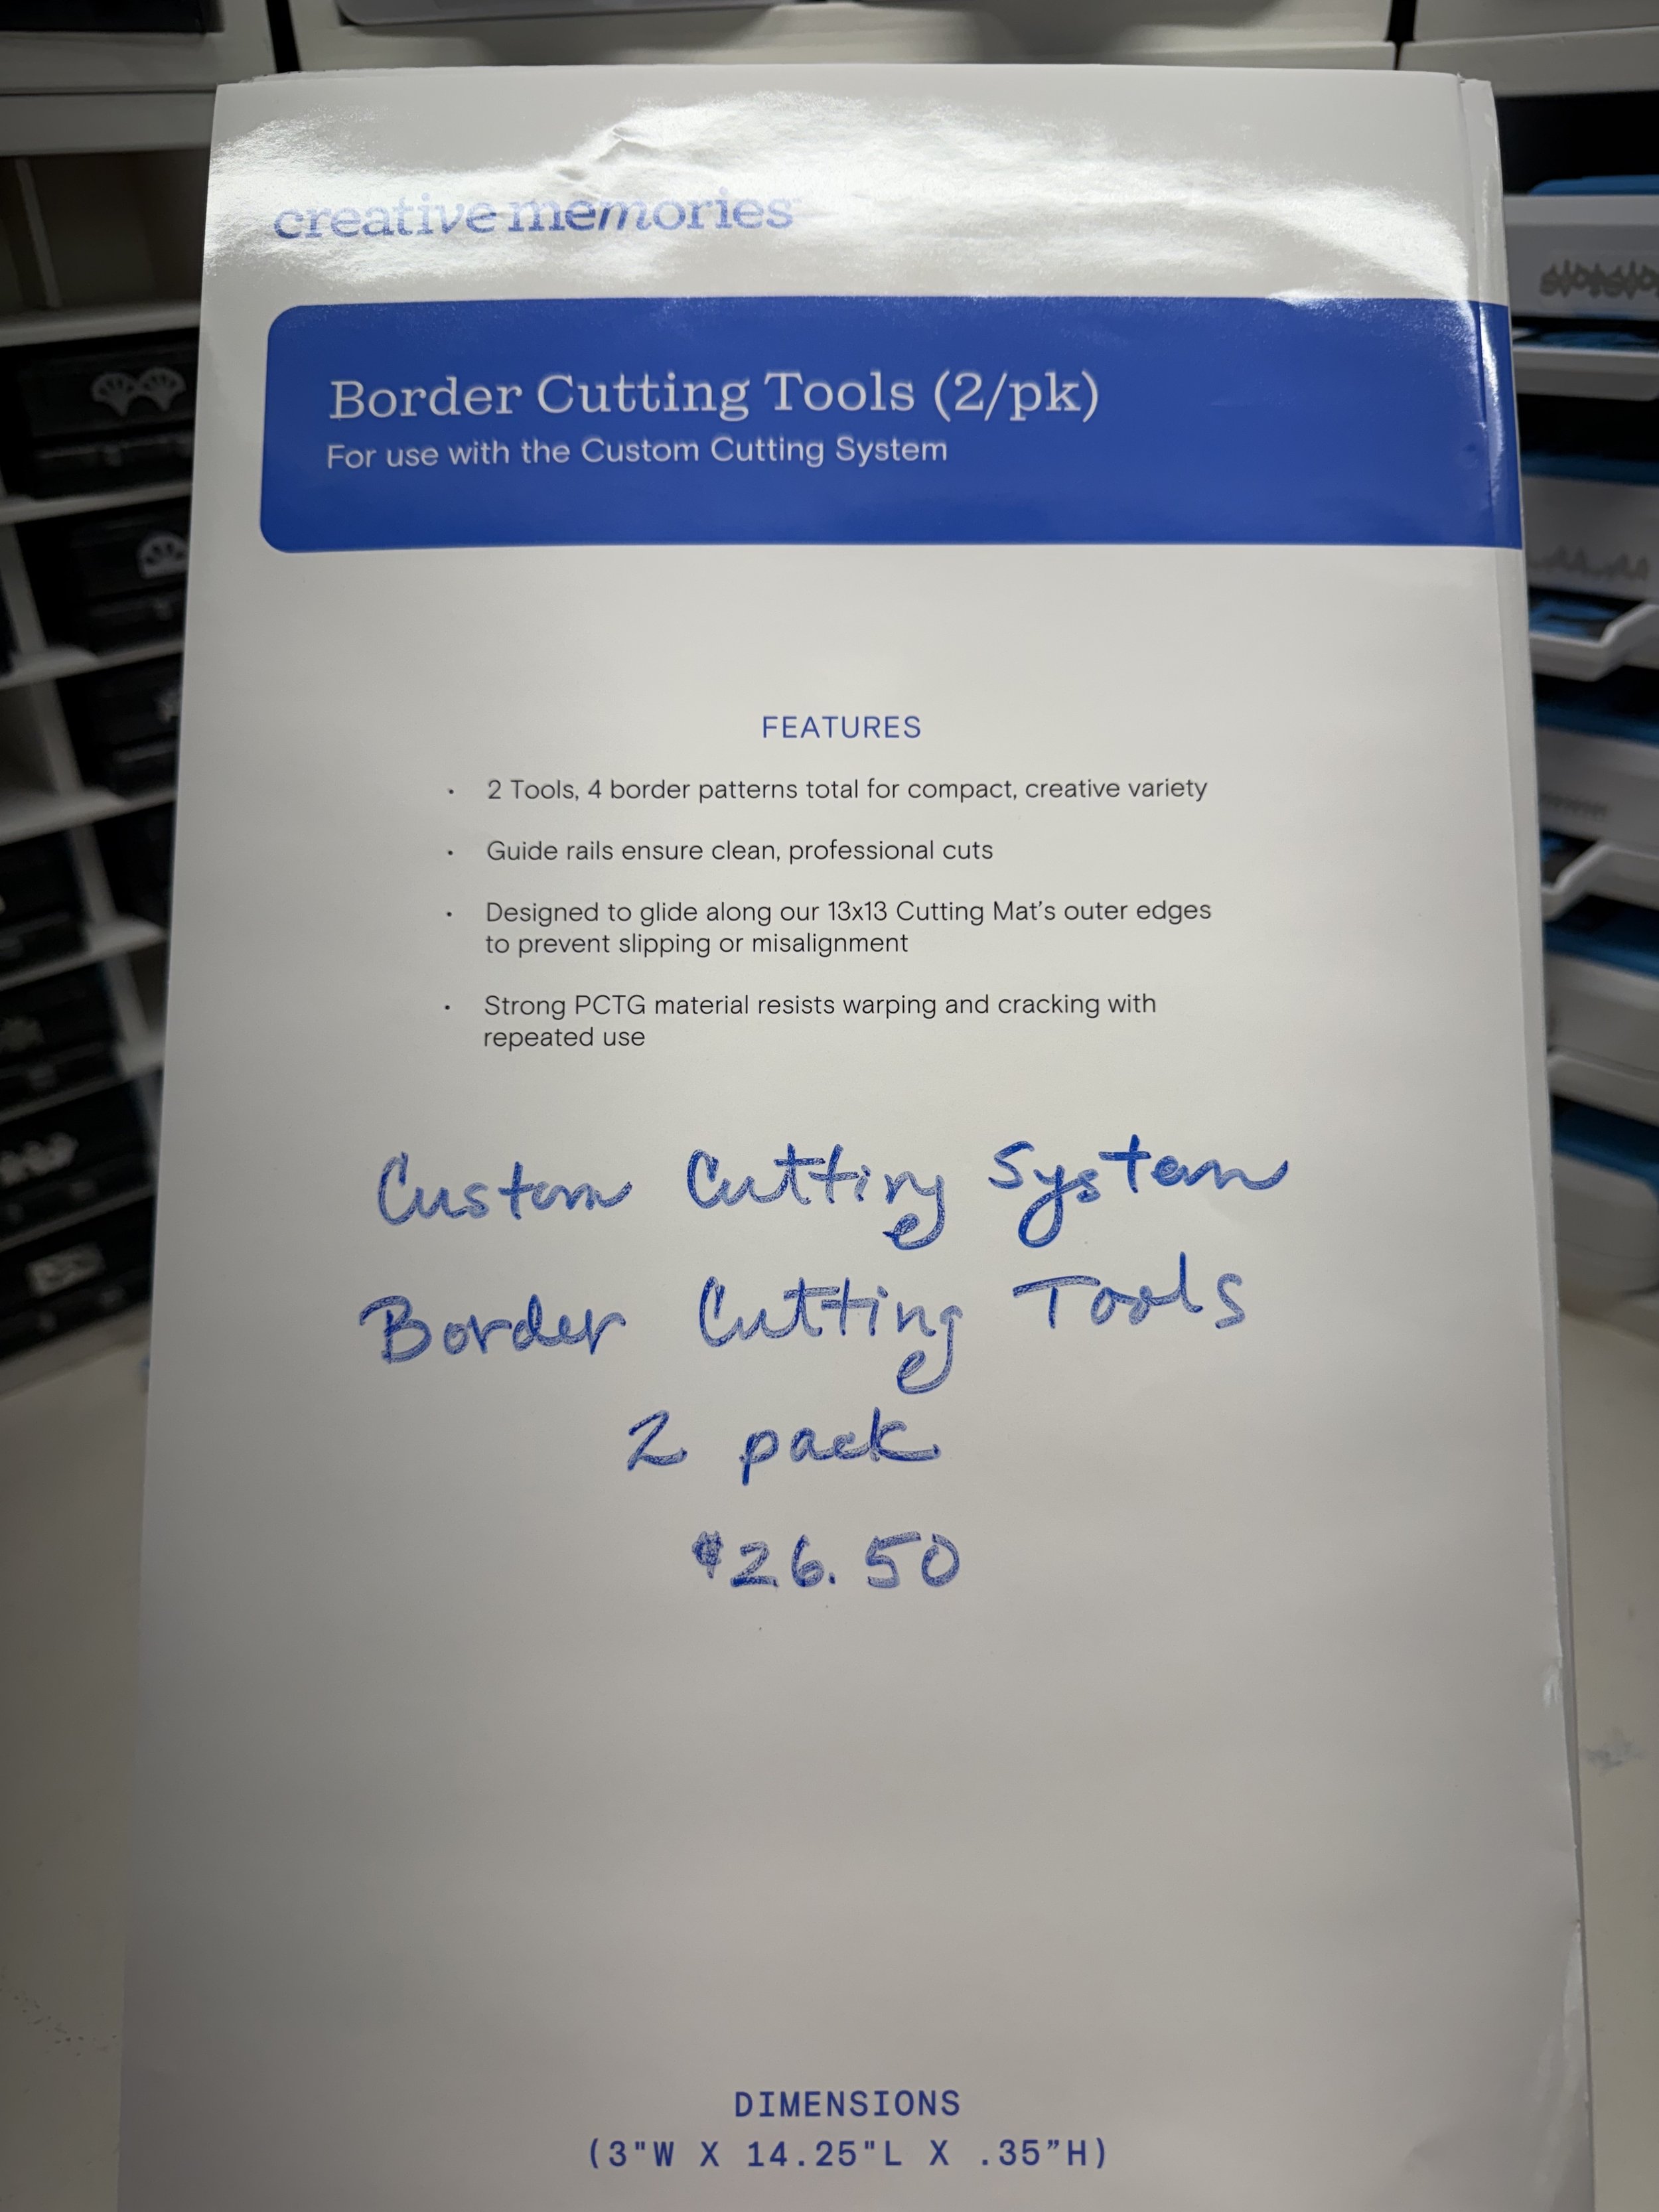 creative memories
Border Cutting Tools (2/pk)
For use with the Custom Cutting System
FEATURES
• 2 Tools, 4 border patterns total for compact, creative variety
• Guide rails ensure clean, professional cuts
• Designed to glide along our 13x13 Cutting Mat's outer edges
to prevent slipping or misalignment
• Strong PCTG material resists warping and cracking with
repeated use
Custom Cutting System
Border Cutting Tools
2 pack
$26.50
DIMENSIONS
(3"W X 14.25"L X .35”H)